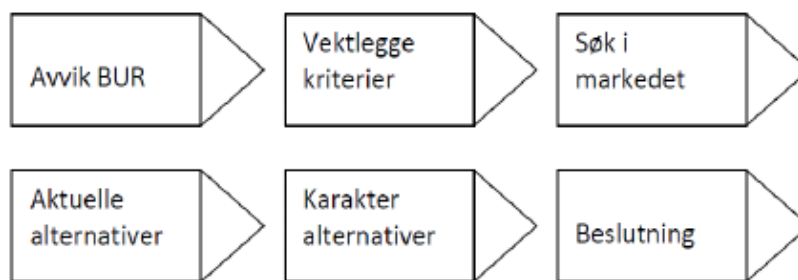 Avvik BUR
Vektlegge
kriterier
Søk i
markedet
Aktuelle
alternativer
Karakter
alternativer
Beslutning